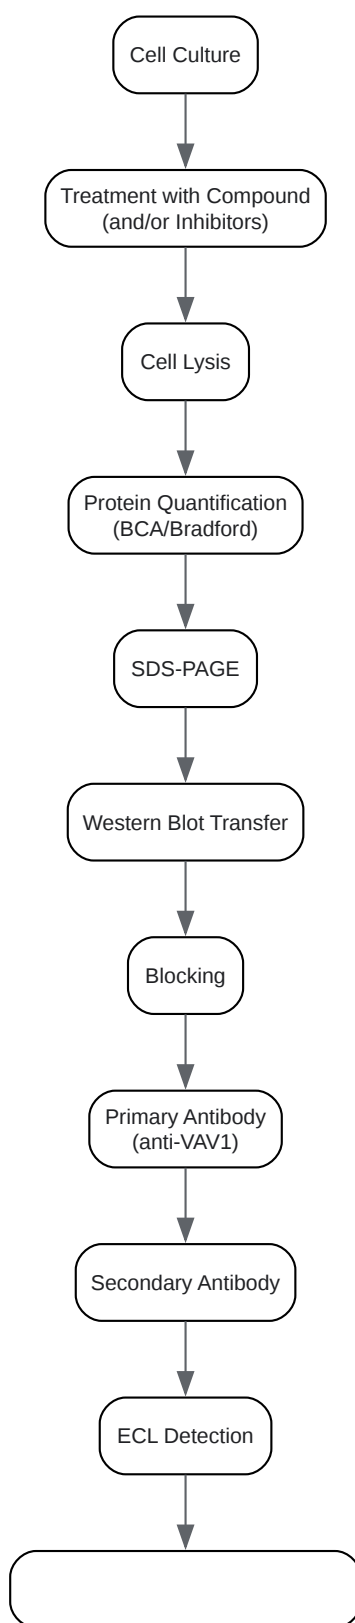 Cell Culture
Treatment with Compound
(and/or Inhibitors)
Cell Lysis
Protein Quantification
(BCA/Bradford)
SDS-PAGE
Western Blot Transfer
Blocking
Primary Antibody
(anti-VAV1)
Secondary Antibody
ECL Detection